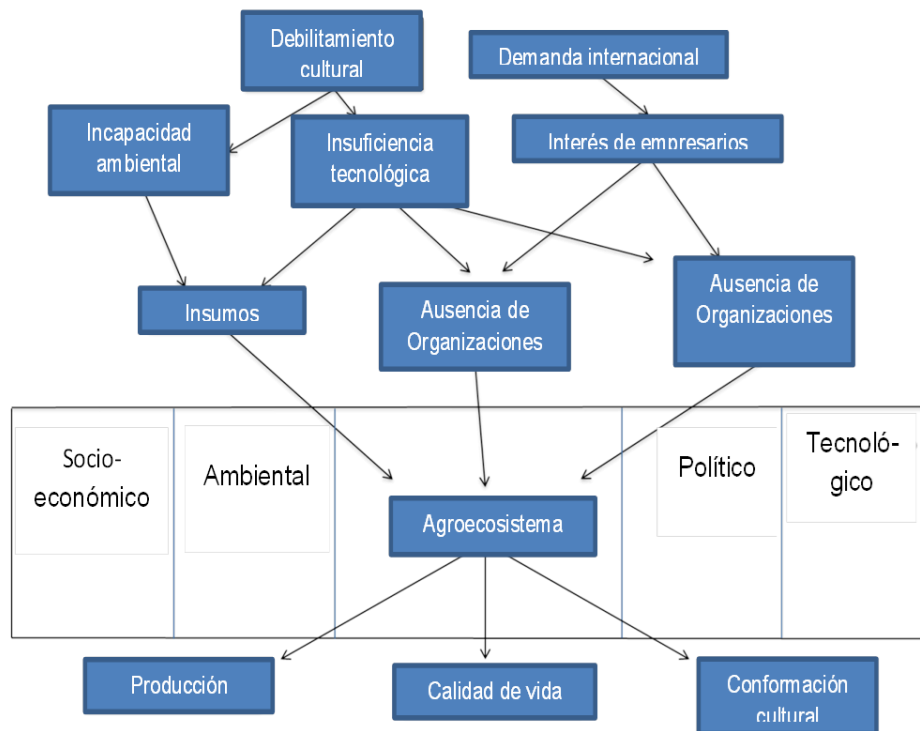 Debilitamiento
cultural
Demanda internacional
Incapacidad
ambiental
Insuficiencia
tecnológica
Interés de empresarios
Insumos
Ausencia de
Organizaciones
Ausencia de
Organizaciones
Socio-
económico
Ambiental
Político
Tecnoló-
gico
Agroecosistema
Producción
Calidad de vida
Conformación
cultural